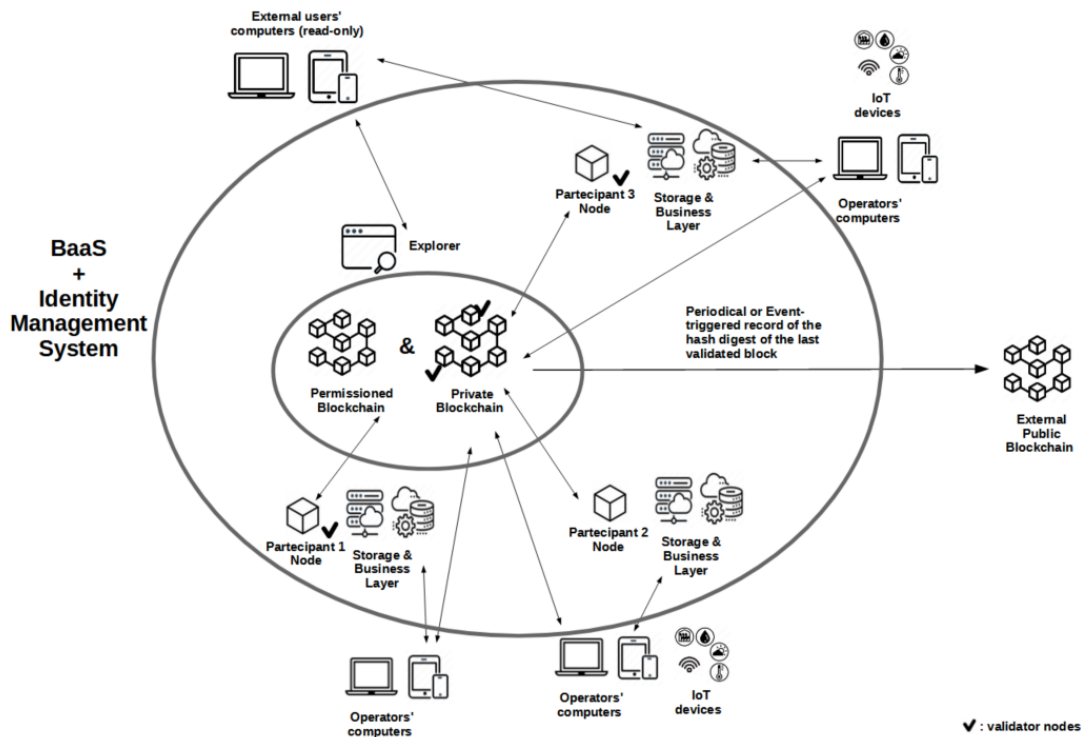 External users'
computers (read-only)
IoT
devices
Partecipant 3
Node
Storage &
Business
Layer
Operators'
computers
Explorer
BaaS
+
Identity
Management
System
&
Permissioned
Blockchain
Private
Blockchain
Periodical or Event-
triggered record of the
hash digest of the last
validated block
External
Public
Blockchain
Partecipant 1
Node
Storage &
Business
Layer
Partecipant 2
Node
Storage &
Business
Layer
Operators'
computers
Operators'
computers
IoT
devices
✔ : validator nodes